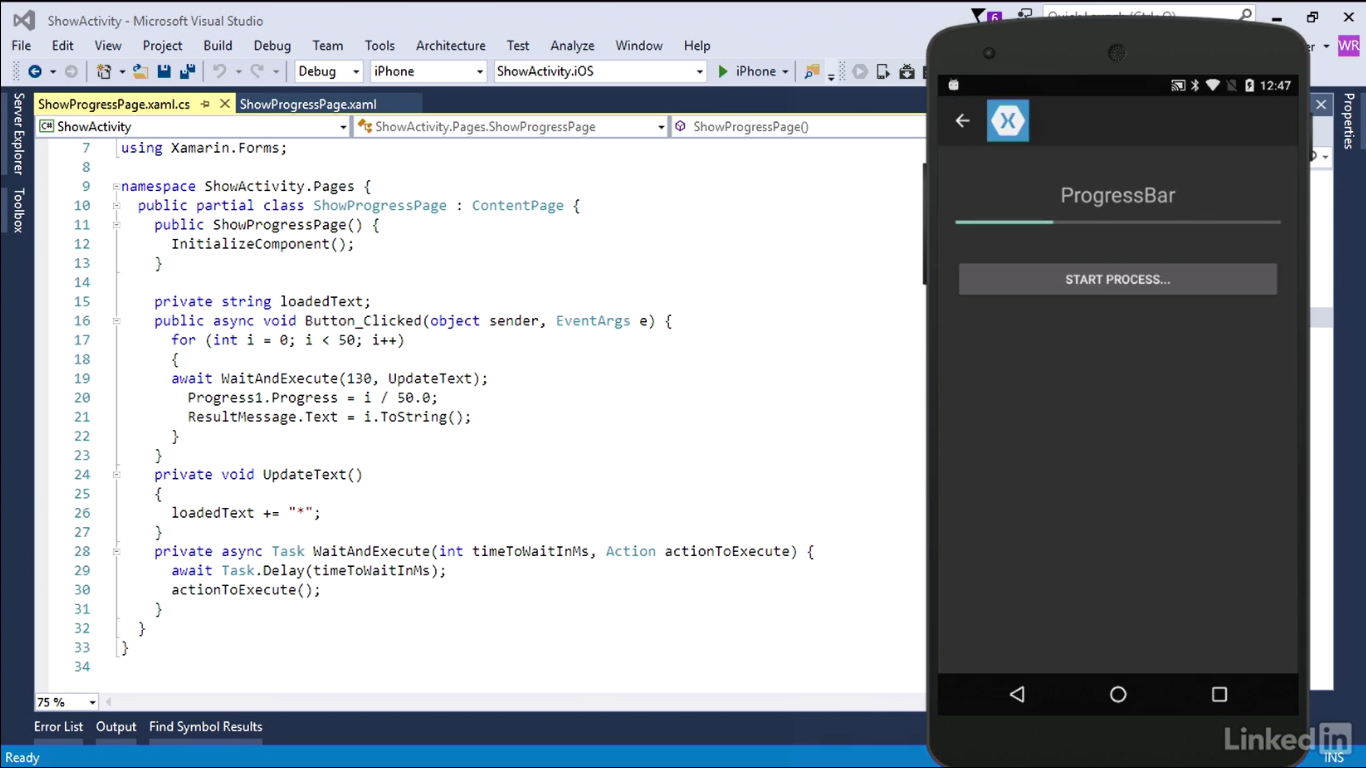 ShowActivity - Microsoft Visual Studio
6
Quick Launch (Ctrl+Q)
File Edit View Project Build Debug Team Tools Architecture Test Analyze Window Help
WR
Debug iPhone ShowActivity.iOS iPhone
Server Explorer
Toolbox
Properties
ShowProgressPage.xaml.cs ShowProgressPage.xaml
C# ShowActivity ShowActivity.Pages.ShowProgressPage ShowProgressPage()
7 using Xamarin.Forms;
8
9 namespace ShowActivity.Pages {
10 public partial class ShowProgressPage : ContentPage {
11 public ShowProgressPage() {
12 InitializeComponent();
13 }
14
15 private string loadedText;
16 public async void Button_Clicked(object sender, EventArgs e) {
17 for (int i = 0; i < 50; i++)
18 {
19 await WaitAndExecute(130, UpdateText);
20 Progress1.Progress = i / 50.0;
21 ResultMessage.Text = i.ToString();
22 }
23 }
24 private void UpdateText()
25 {
26 loadedText += "*";
27 }
28 private async Task WaitAndExecute(int timeToWaitInMs, Action actionToExecute) {
29 await Task.Delay(timeToWaitInMs);
30 actionToExecute();
31 }
32 }
33 }
34
75 %
Error List Output Find Symbol Results
Ready
INS
12:47
ProgressBar
START PROCESS...
Linked in